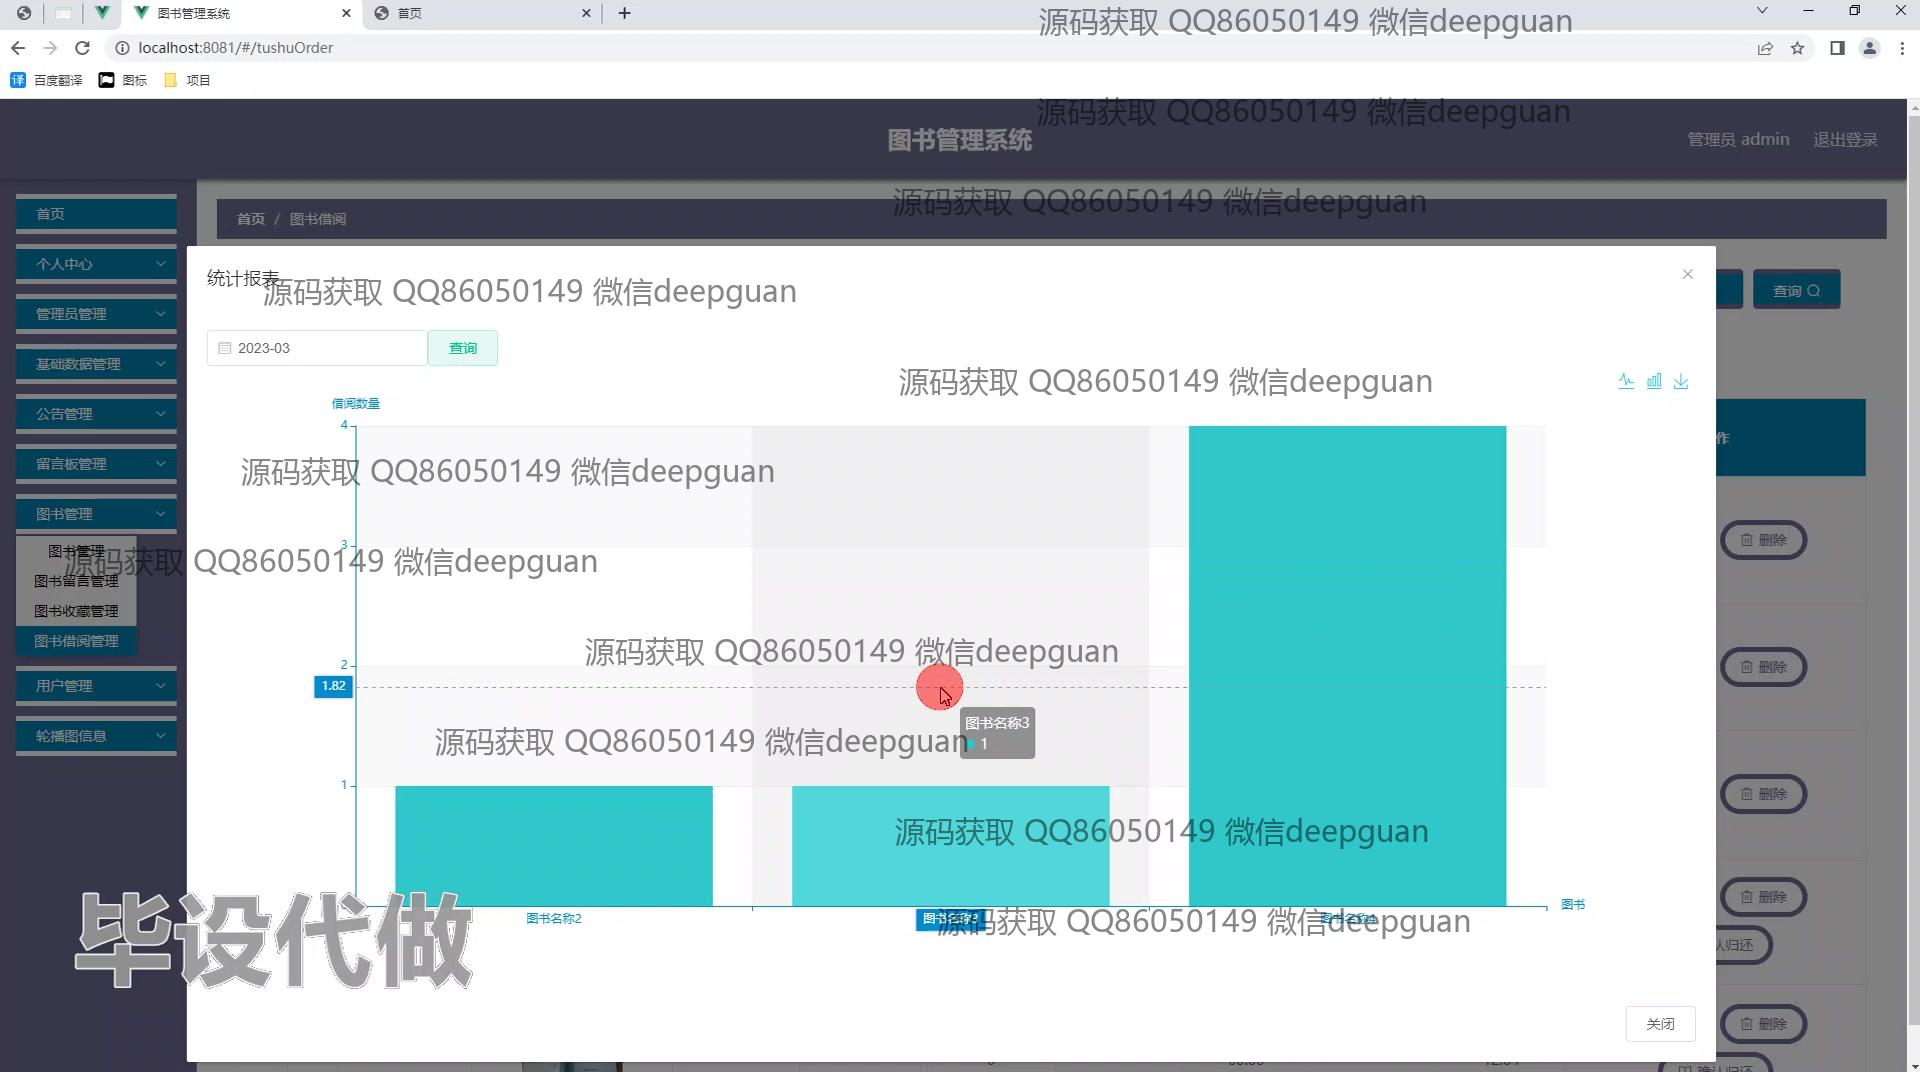 图书管理系统
首页
源码获取 QQ86050149 微信deepguan
localhost:8081/#/tushuOrder
百度翻译
图标
项目
源码获取 QQ86050149 微信deepguan
图书管理系统
管理员 admin
退出登录
源码获取 QQ86050149 微信deepguan
首页 / 图书借阅
首页
个人中心
管理员管理
基础数据管理
公告管理
留言板管理
图书管理
图书管理
图书留言管理
图书收藏管理
图书借阅管理
用户管理
轮播图信息
统计报表
源码获取 QQ86050149 微信deepguan
查询
2023-03
查询
源码获取 QQ86050149 微信deepguan
借阅数量
4
作
源码获取 QQ86050149 微信deepguan
3
删除
源码获取 QQ86050149 微信deepguan
源码获取 QQ86050149 微信deepguan
2
删除
1.82
图书名称3
1
源码获取 QQ86050149 微信deepguan
1
删除
源码获取 QQ86050149 微信deepguan
删除
图书
图书名称2
源码获取 QQ86050149 微信deepguan
认归还
毕设代做
关闭
删除
确认归还